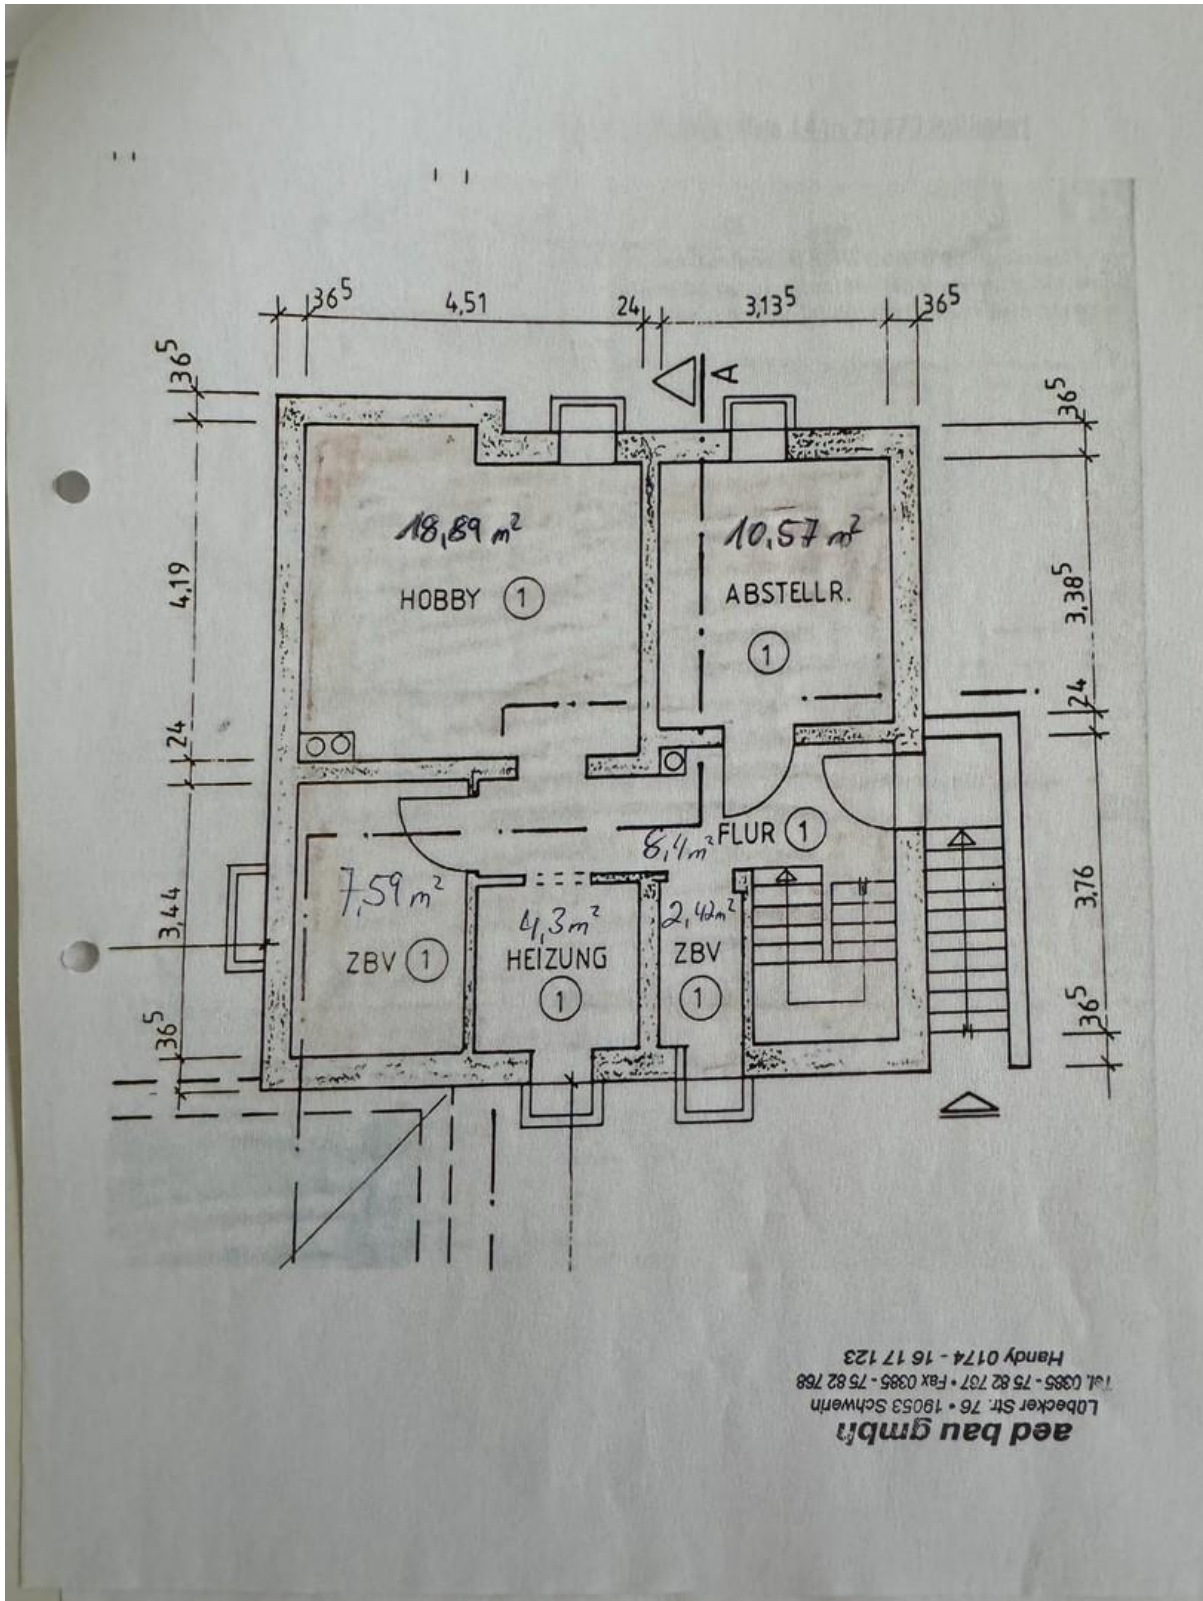 36⁵ 4,51 24 3,13⁵ 36⁵
A
36⁵
36⁵
18,89 m²
10,57 m²
4,19
HOBBY 1
ABSTELLR.
1
3,38⁵
24
24
FLUR 1
8,4 m²
7,59 m²
4,3 m²
2,42 m²
3,44
3,76
ZBV 1
HEIZUNG
1
ZBV
1
36⁵
36⁵
aed bau gmbh
Lübecker Str. 76 • 19053 Schwerin
Tel. 0385 - 75 82 767 • Fax 0385 - 75 82 768
Handy 0174 - 16 17 123